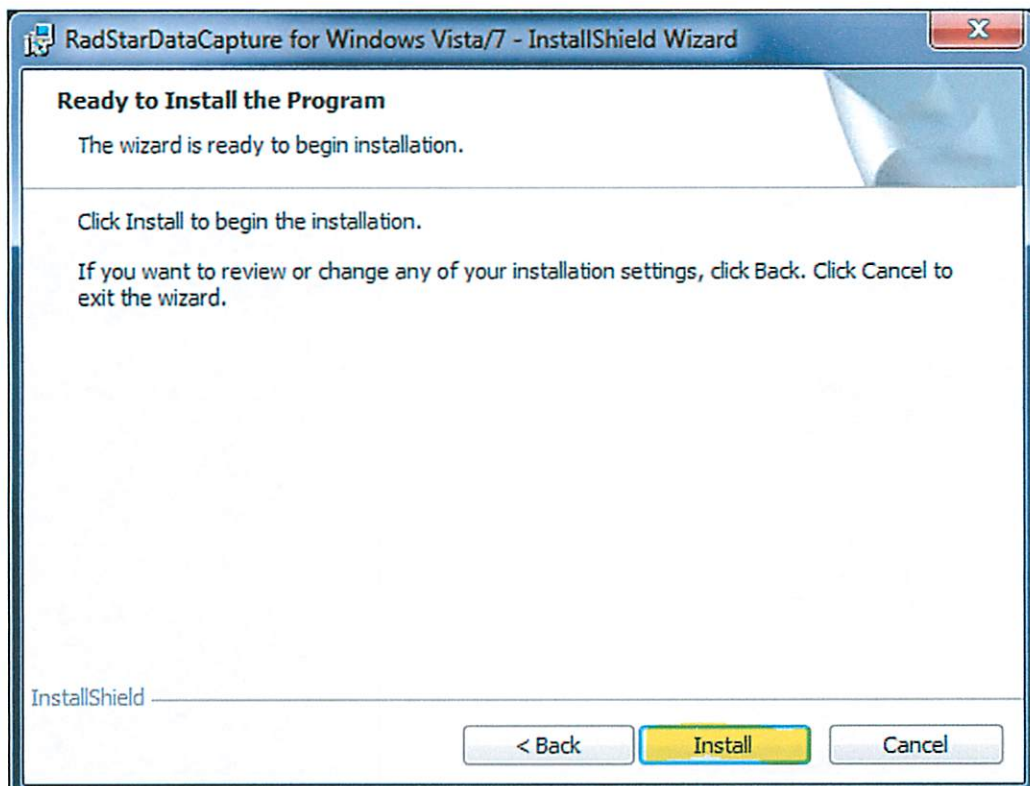 RadStarDataCapture for Windows Vista/7 - InstallShield Wizard
X
Ready to Install the Program
The wizard is ready to begin installation.
Click Install to begin the installation.
If you want to review or change any of your installation settings, click Back. Click Cancel to
exit the wizard.
InstallShield
< Back
Install
Cancel